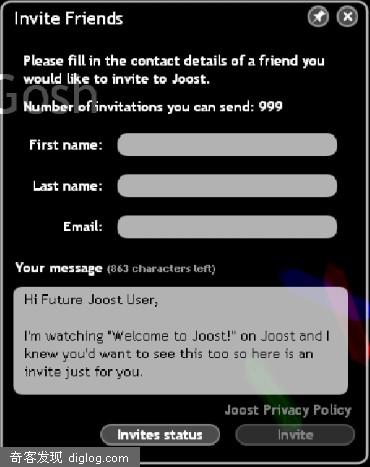 Invite Friends
Please fill in the contact details of a friend you
would like to invite to Joost.
Gosh
Number of invitations you can send: 999
First name:
Last name:
Email:
Your message (863 characters left)
Hi Future Joost User,
I'm watching "Welcome to Joost!" on Joost and I
knew you'd want to see this too so here is an
invite just for you.
Joost Privacy Policy
Invites status
Invite
奇客发现 diglog.com